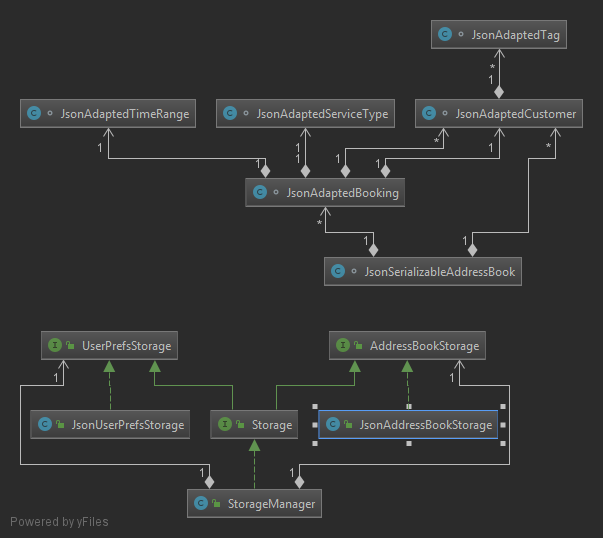 C JsonAdaptedTag
*
1
C JsonAdaptedTimeRange C JsonAdaptedServiceType C JsonAdaptedCustomer
1 1 * 1 *
1 1 1 1
C JsonAdaptedBooking
* 1 1
C JsonSerializableAddressBook
I UserPrefsStorage I AddressBookStorage
1 1
C JsonUserPrefsStorage I Storage C JsonAddressBookStorage
1 1
C StorageManager
Powered by yFiles